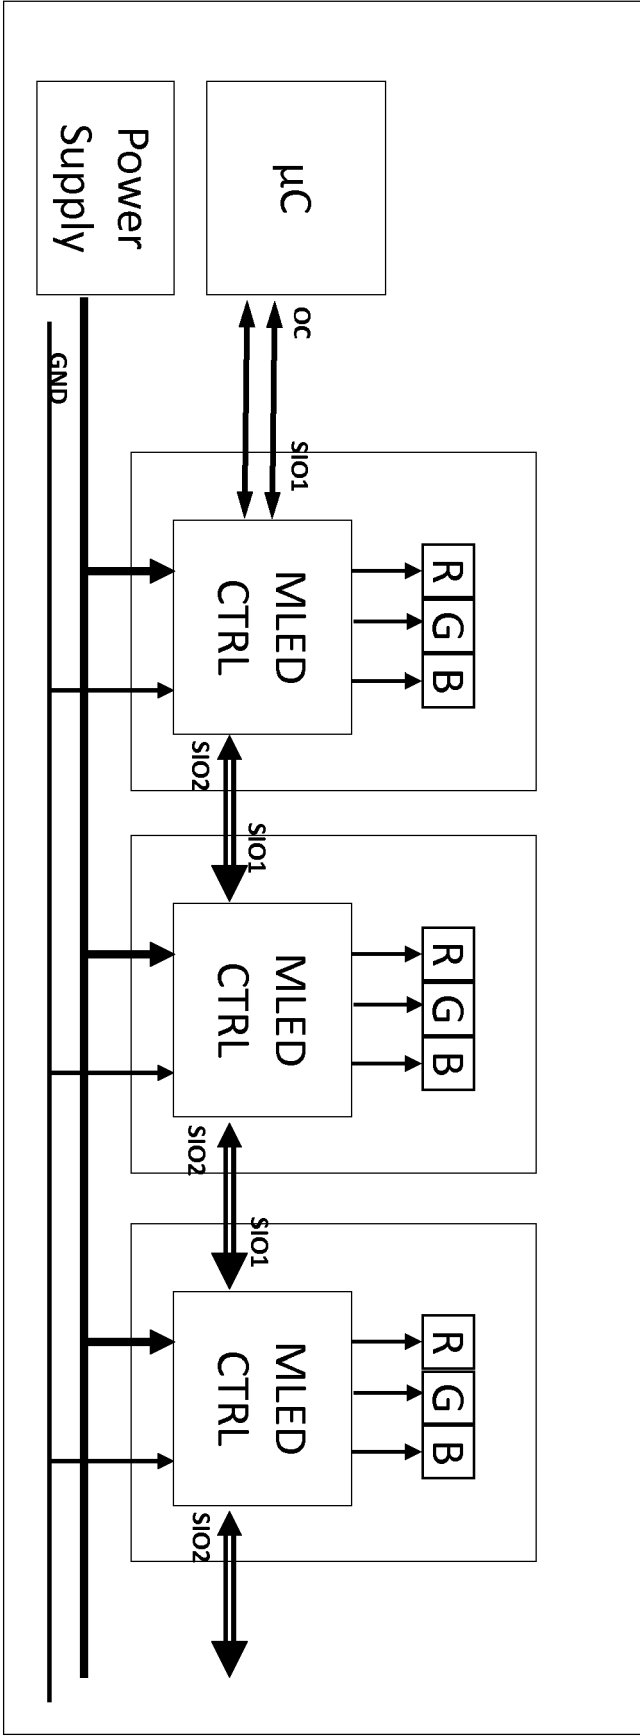 R G B
R G B
R G B
µC
OC
SIO1
MLED
CTRL
SIO2
SIO1
MLED
CTRL
SIO2
SIO1
MLED
CTRL
SIO2
Power
Supply
GND